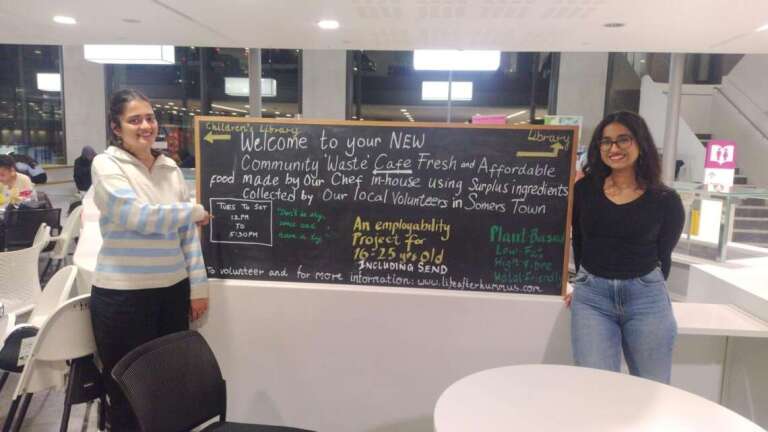 Children's Library
Library
Welcome to your NEW
Community 'Waste' Cafe Fresh and Affordable
Food made by Our Chef in-house using Surplus ingredients
Collected by Our local Volunteers in Somers Town
TUES TO SAT
12PM
TO
5:30PM
"Don't be shy,
come and
have a try"
An employability
Project for
16-25 yrs old
INCLUDING SEND
Plant-Based
Low-Fat
High-Fibre
Halal-Friendly
To volunteer and for more information: www.lifeafterhummus.com